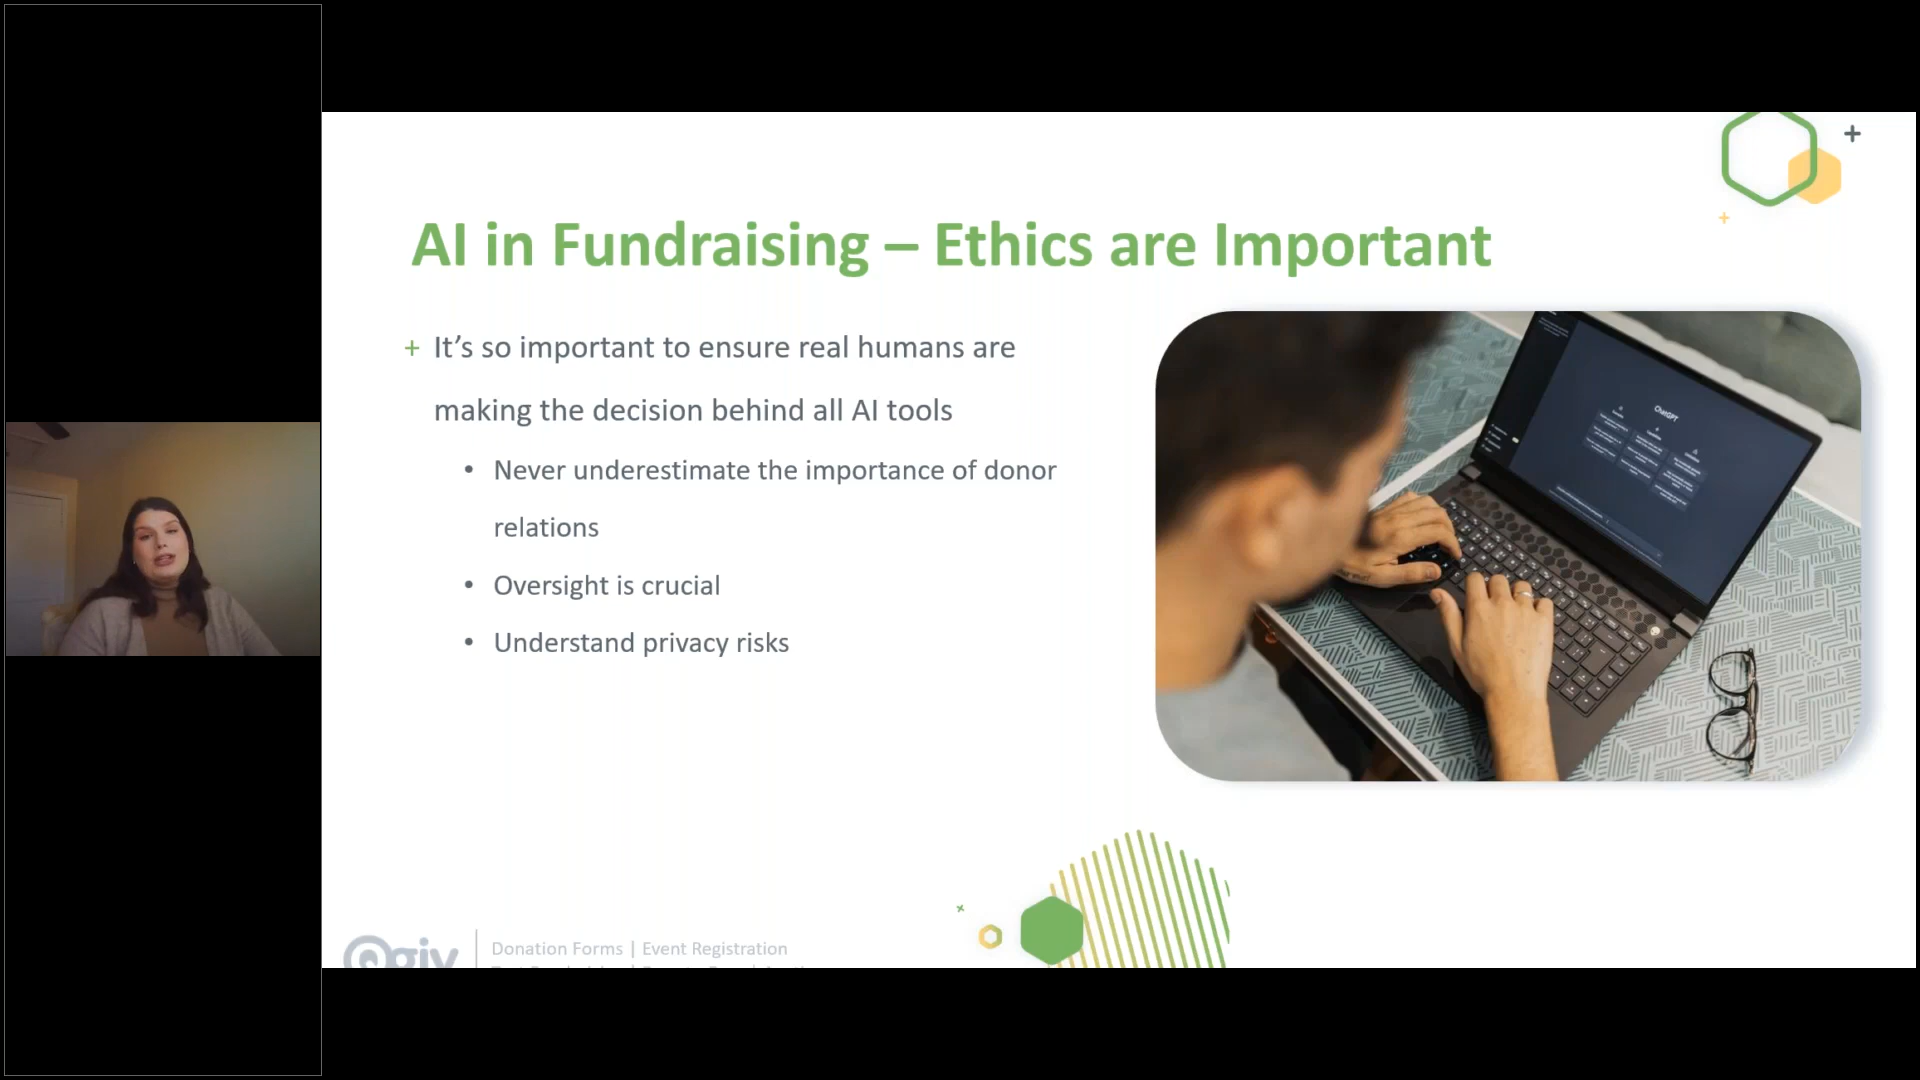 AI in Fundraising – Ethics are Important
+ It’s so important to ensure real humans are
making the decision behind all AI tools
• Never underestimate the importance of donor
relations
• Oversight is crucial
• Understand privacy risks
ChatGPT
Qgiv
Donation Forms | Event Registration